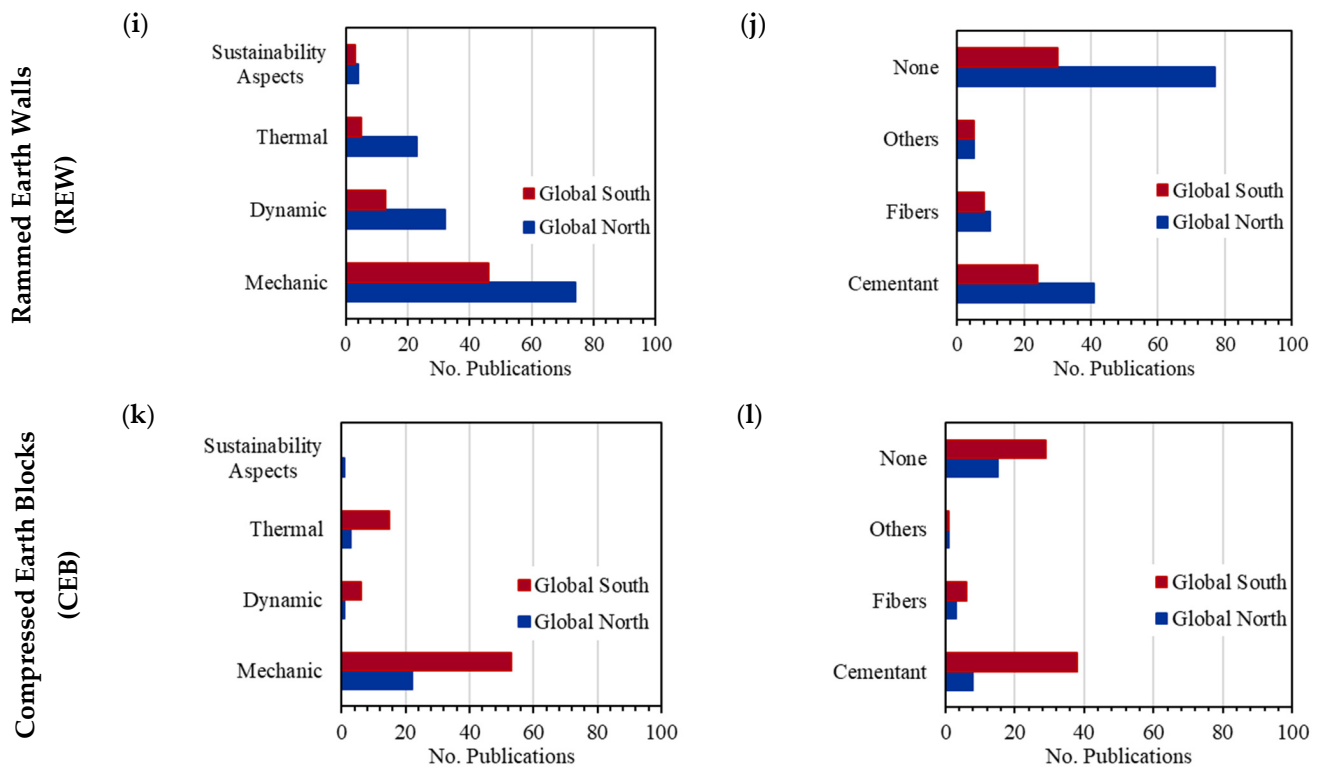 Rammed Earth Walls
(REW)
(i)
Sustainability
Aspects
Thermal
Dynamic
Mechanic
Global South
Global North
0 20 40 60 80 100
No. Publications
(j)
None
Others
Fibers
Cementant
Global South
Global North
0 20 40 60 80 100
No. Publications
Compressed Earth Blocks
(CEB)
(k)
Sustainability
Aspects
Thermal
Dynamic
Mechanic
Global South
Global North
0 20 40 60 80 100
No. Publications
(l)
None
Others
Fibers
Cementant
Global South
Global North
0 20 40 60 80 100
No. Publications